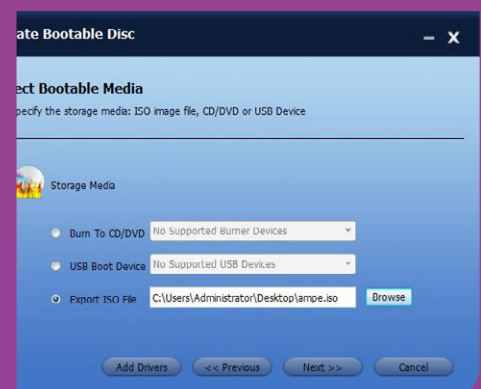 ate Bootable Disc
ect Bootable Media
pecify the storage media: ISO image file, CD/DVD or USB Device
Storage Media
Burn To CD/DVD No Supported Burner Devices
USB Boot Device No Supported USB Devices
Export ISO File C:\Users\Administrator\Desktop\ampe.iso Browse
Add Drivers << Previous Next >> Cancel